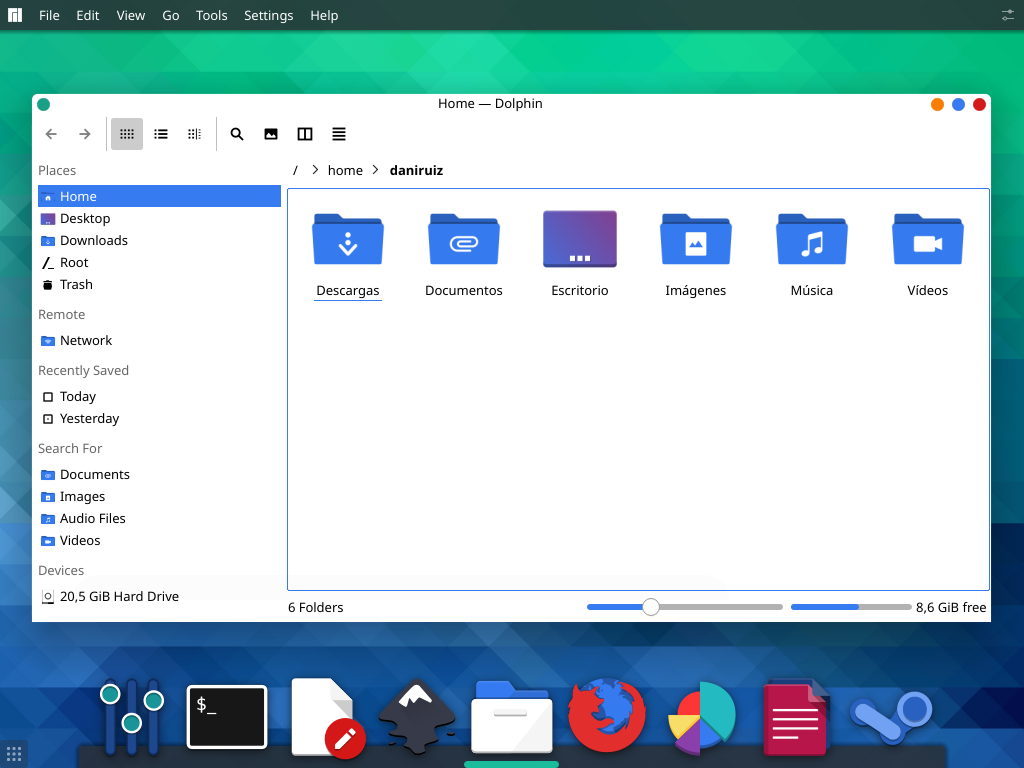 File Edit View Go Tools Settings Help
Home — Dolphin
Places
Home
Desktop
Downloads
/_ Root
Trash
Remote
Network
Recently Saved
Today
Yesterday
Search For
Documents
Images
Audio Files
Videos
Devices
20,5 GiB Hard Drive
/ > home > daniruiz
Descargas Documentos Escritorio Imágenes Música Vídeos
6 Folders 8,6 GiB free
$_